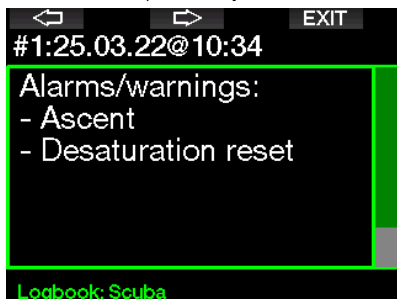 EXIT
#1:25.03.22@10:34
Alarms/warnings:
- Ascent
- Desaturation reset
Logbook: Scuba